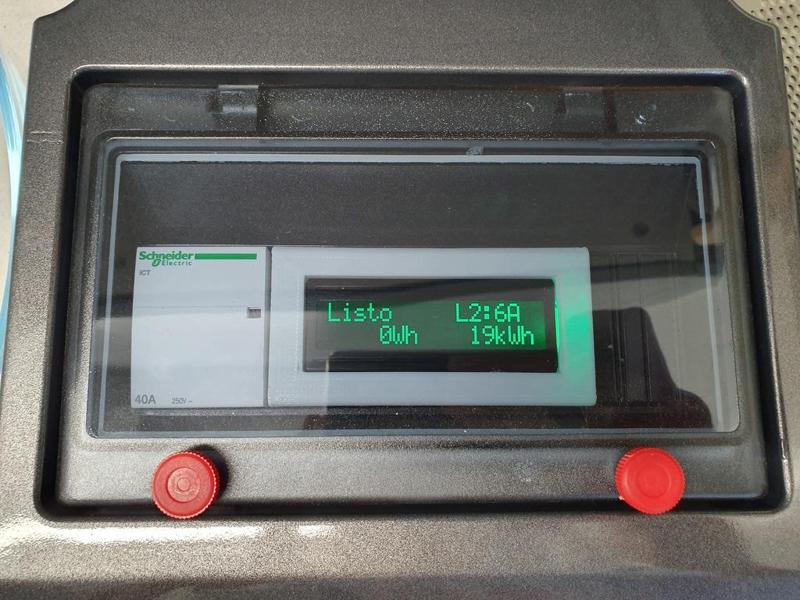 Schneider
Electric
iCT
Listo L2:6A
0Wh 19kWh
40A 250V~